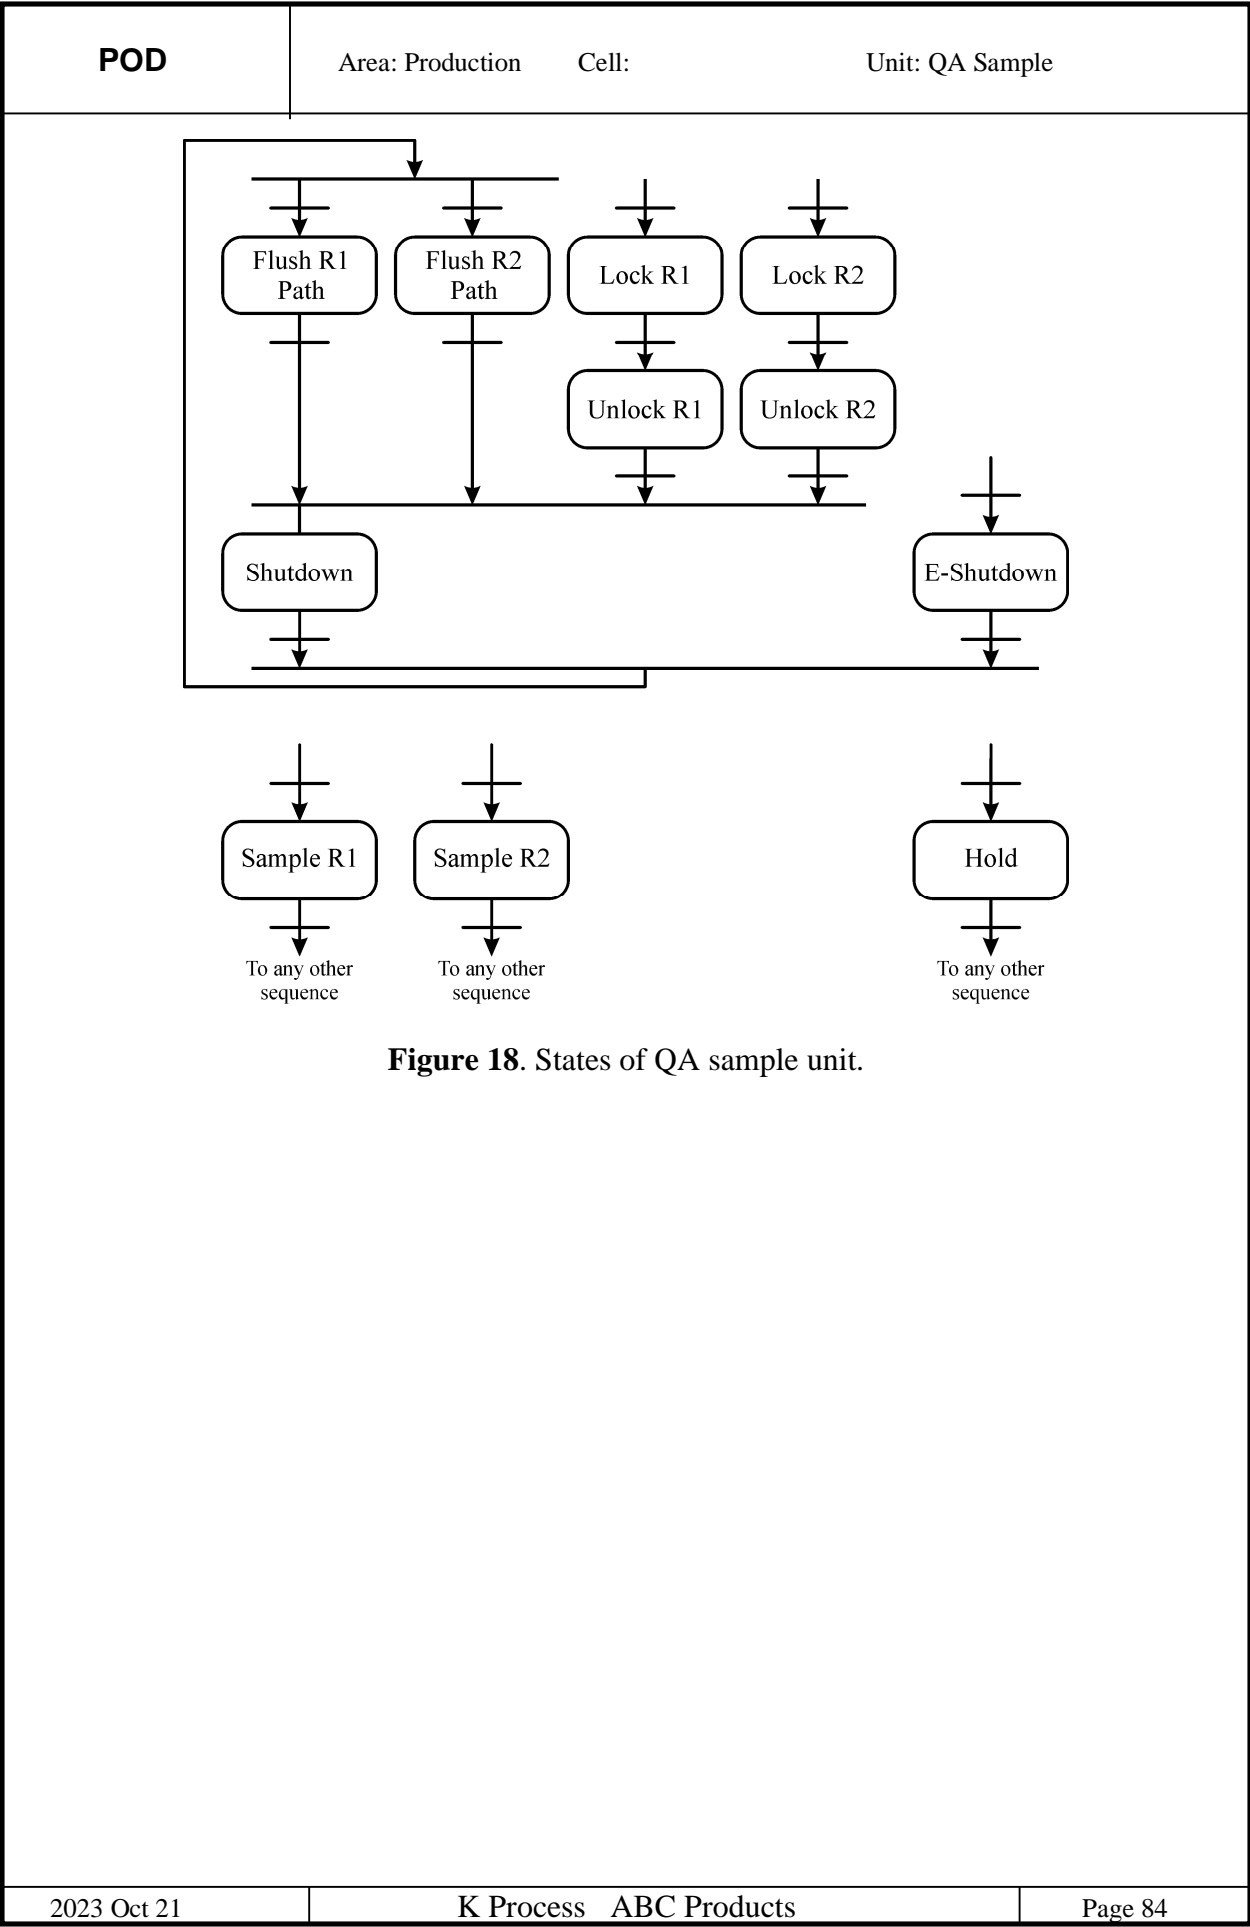 POD
Area: Production Cell: Unit: QA Sample
Flush R1
Path
Flush R2
Path
Lock R1
Lock R2
Unlock R1
Unlock R2
Shutdown
E-Shutdown
Sample R1
Sample R2
Hold
To any other
sequence
To any other
sequence
To any other
sequence
Figure 18. States of QA sample unit.
2023 Oct 21
K Process ABC Products
Page 84